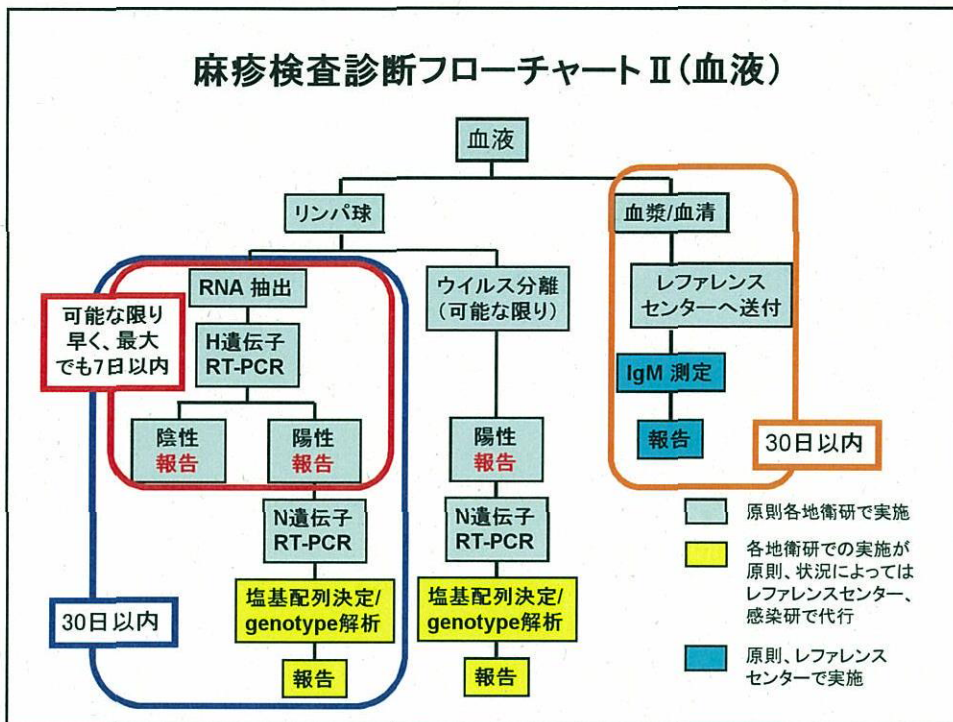 麻疹検査診断フローチャートⅡ(血液)
血液
リンパ球
血漿/血清
RNA 抽出
ウイルス分離
(可能な限り)
レファレンス
センターへ送付
可能な限り
早く、最大
でも7日以内
H遺伝子
RT-PCR
IgM 測定
陰性
報告
陽性
報告
陽性
報告
報告
30日以内
N遺伝子
RT-PCR
N遺伝子
RT-PCR
塩基配列決定/
genotype解析
塩基配列決定/
genotype解析
30日以内
報告
報告
原則各地衛研で実施
各地衛研での実施が
原則、状況によっては
レファレンスセンター、
感染研で代行
原則、レファレンス
センターで実施